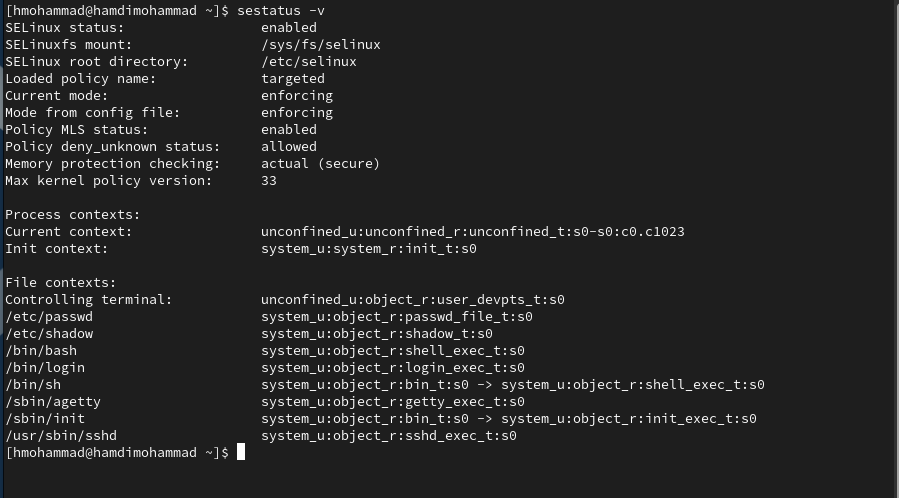 [hmohammad@hamdimohammad ~]$ sestatus -v
SELinux status:                 enabled
SELinuxfs mount:                /sys/fs/selinux
SELinux root directory:         /etc/selinux
Loaded policy name:             targeted
Current mode:                   enforcing
Mode from config file:          enforcing
Policy MLS status:              enabled
Policy deny_unknown status:     allowed
Memory protection checking:     actual (secure)
Max kernel policy version:      33

Process contexts:
Current context:                unconfined_u:unconfined_r:unconfined_t:s0-s0:c0.c1023
Init context:                   system_u:system_r:init_t:s0

File contexts:
Controlling terminal:           unconfined_u:object_r:user_devpts_t:s0
/etc/passwd                     system_u:object_r:passwd_file_t:s0
/etc/shadow                     system_u:object_r:shadow_t:s0
/bin/bash                       system_u:object_r:shell_exec_t:s0
/bin/login                      system_u:object_r:login_exec_t:s0
/bin/sh                         system_u:object_r:bin_t:s0 -> system_u:object_r:shell_exec_t:s0
/sbin/agetty                    system_u:object_r:getty_exec_t:s0
/sbin/init                      system_u:object_r:bin_t:s0 -> system_u:object_r:init_exec_t:s0
/usr/sbin/sshd                  system_u:object_r:sshd_exec_t:s0
[hmohammad@hamdimohammad ~]$